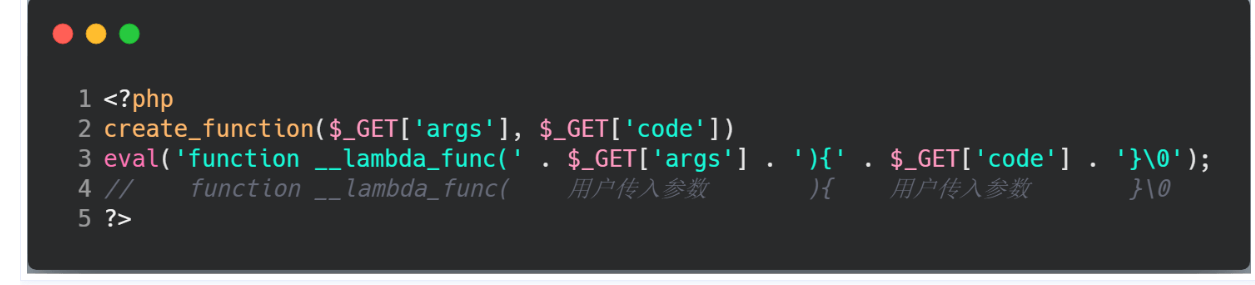 1 <?php
2 create_function($_GET['args'], $_GET['code'])
3 eval('function __lambda_func(' . $_GET['args'] . '){' . $_GET['code'] . '}\0');
4 //    function __lambda_func(    用户传入参数    ){    用户传入参数    }\0
5 ?>